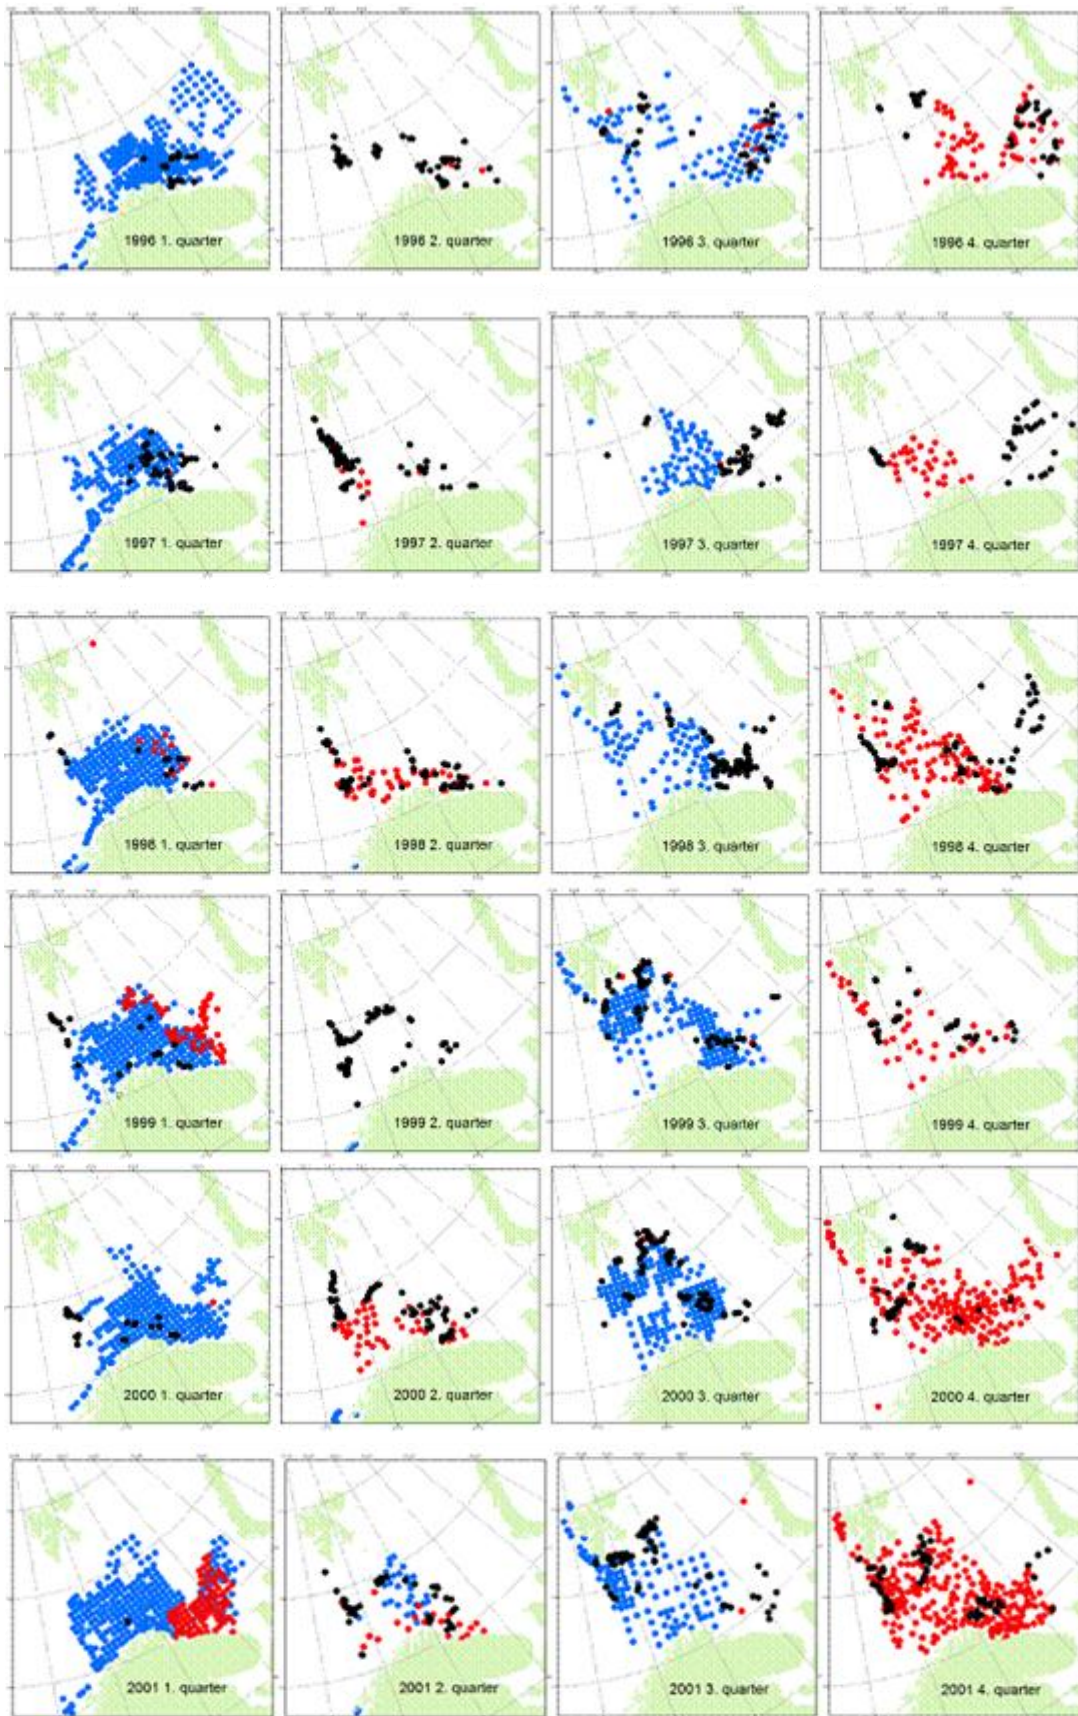 1996 1. quarter
1996 2. quarter
1996 3. quarter
1996 4. quarter
1997 1. quarter
1997 2. quarter
1997 3. quarter
1997 4. quarter
1998 1. quarter
1998 2. quarter
1998 3. quarter
1998 4. quarter
1999 1. quarter
1999 2. quarter
1999 3. quarter
1999 4. quarter
2000 1. quarter
2000 2. quarter
2000 3. quarter
2000 4. quarter
2001 1. quarter
2001 2. quarter
2001 3. quarter
2001 4. quarter